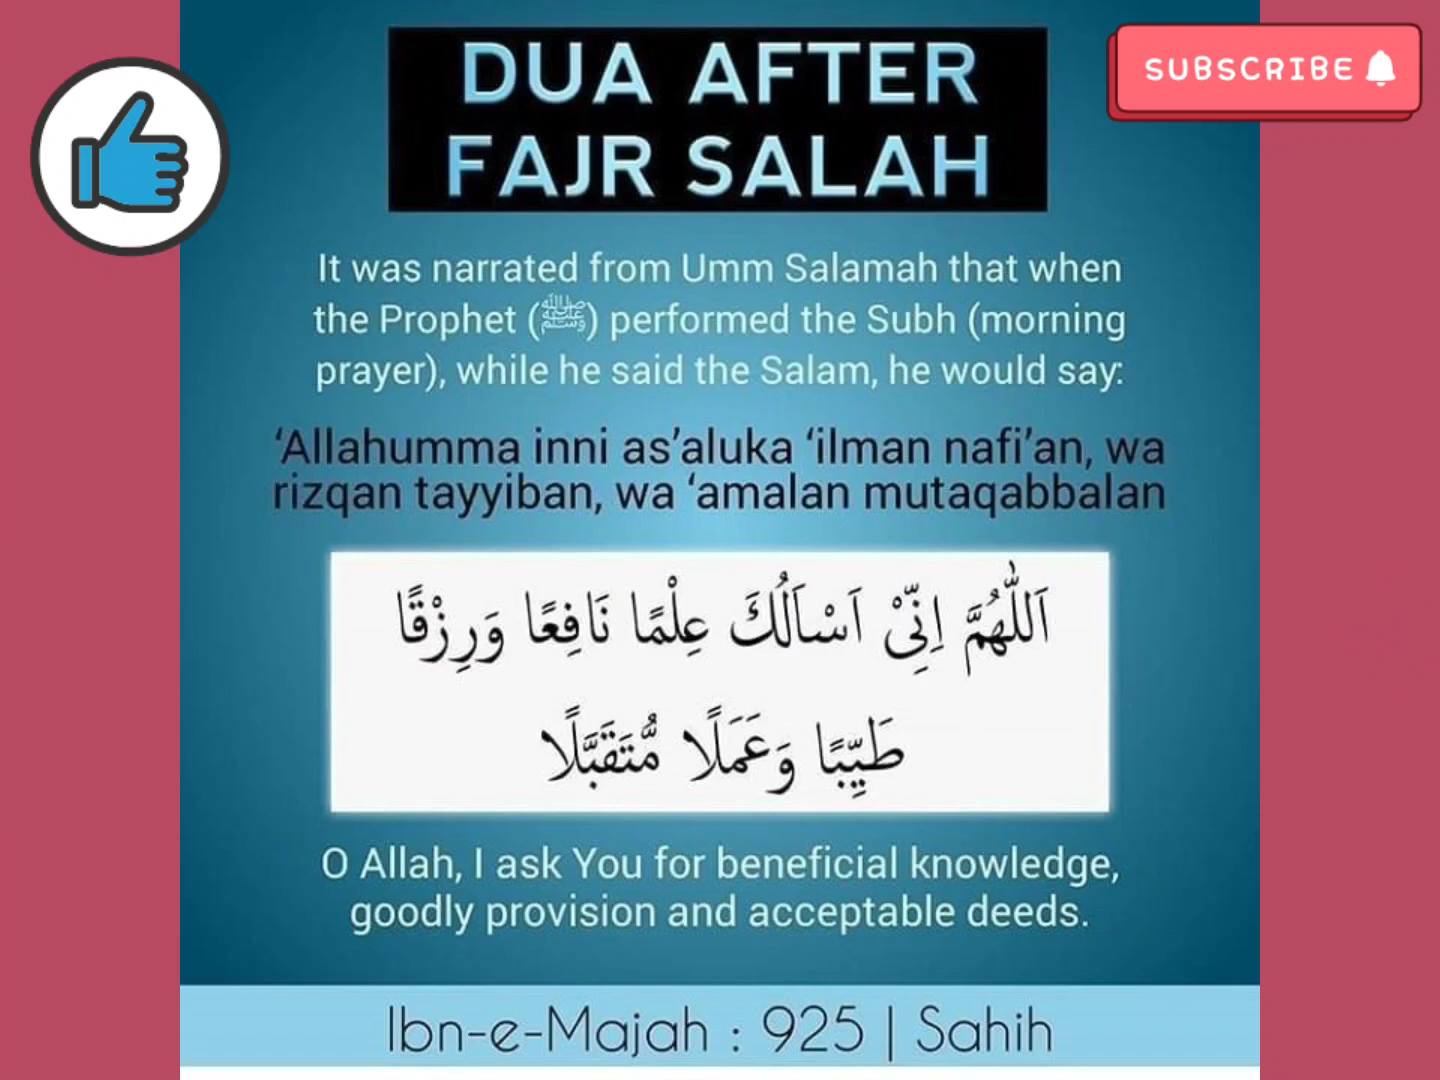 DUA AFTER
FAJR SALAH
SUBSCRIBE
It was narrated from Umm Salamah that when
the Prophet (ﷺ) performed the Subh (morning
prayer), while he said the Salam, he would say:
‘Allahumma inni as’aluka ‘ilman nafi’an, wa
rizqan tayyiban, wa ‘amalan mutaqabbalan
اَللّٰهُمَّ اِنِّىْ اَسْاَلُكَ عِلْمًا نَافِعًا وَرِزْقًا
طَيِّبًا وَعَمَلًا مُّتَقَبَّلًا
O Allah, I ask You for beneficial knowledge,
goodly provision and acceptable deeds.
Ibn-e-Majah : 925 | Sahih